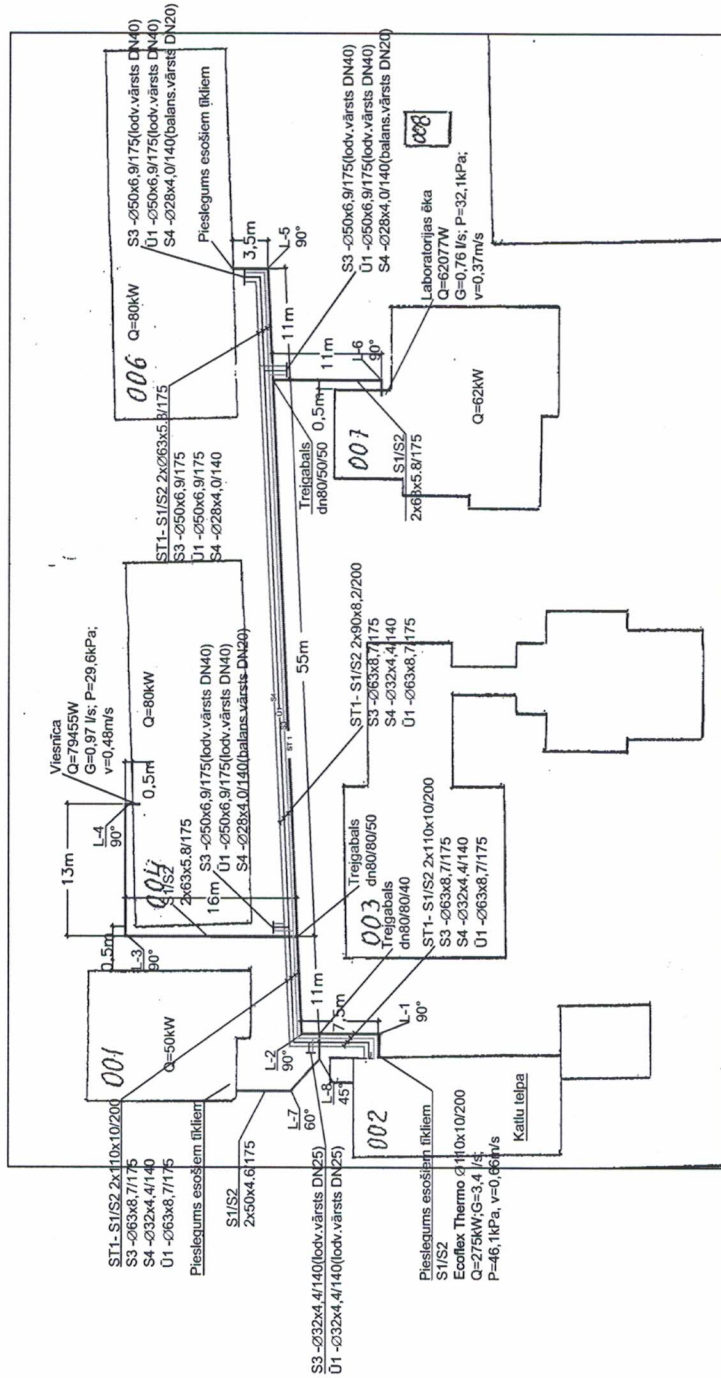 ST1- S1/S2 2x110x10/200
S3 -Ø63x8,7/175
S4 -Ø32x4,4/140
Ū1 -Ø63x8,7/175
Pieslegums esošiem tīkliem
001
Q=50kW
S1/S2
2x50x4.6/175
L-7
60°
L-8
45°
S3 -Ø32x4,4/140(lodv.vārsts DN25)
Ū1 -Ø32x4,4/140(lodv.vārsts DN25)
L-2
90°
0,5m
L-3
90°
13m
L-4
90°
Viesnīca
Q=79455W
G=0,97 l/s; P=29,6kPa;
v=0,48m/s
0,5m
Q=80kW
004
S1/S2
2x63x5.8/175
16m
S3 -Ø50x6,9/175(lodv.vārsts DN40)
Ū1 -Ø50x6,9/175(lodv.vārsts DN40)
S4 -Ø28x4,0/140(balans.vārsts DN20)
11m
7,5m
L-1
90°
002
Katlu telpa
Pieslegums esošiem tīkliem
S1/S2
Ecoflex Thermo Ø110x10/200
Q=275kW;G=3,4 l/s;
P=46,1kPa, v=0,66m/s
003
Trejgabals
dn80/80/50
Trejgabals
dn80/80/40
ST1- S1/S2 2x110x10/200
S3 -Ø63x8,7/175
S4 -Ø32x4,4/140
Ū1 -Ø63x8,7/175
ST1
S3
Ū1
S4
55m
ST1- S1/S2 2x90x8,2/200
S3 -Ø63x8,7/175
S4 -Ø32x4,4/140
Ū1 -Ø63x8,7/175
ST1- S1/S2 2xØ63x5.8/175
S3 -Ø50x6,9/175
Ū1 -Ø50x6,9/175
S4 -Ø28x4,0/140
006
Q=80kW
S3 -Ø50x6,9/175(lodv.vārsts DN40)
Ū1 -Ø50x6,9/175(lodv.vārsts DN40)
S4 -Ø28x4,0/140(balans.vārsts DN20)
Pieslegums esošiem tīkliem
3,5m
L-5
90°
11m
Trejgabals
dn80/50/50
11m
0,5m
L-6
90°
S3 -Ø50x6,9/175(lodv.vārsts DN40)
Ū1 -Ø50x6,9/175(lodv.vārsts DN40)
S4 -Ø28x4,0/140(balans.vārsts DN20)
007
S1/S2
2x63x5.8/175
Q=62kW
Laboratorijas ēka
Q=62077W
G=0,76 l/s; P=32,1kPa;
v=0,37m/s
008